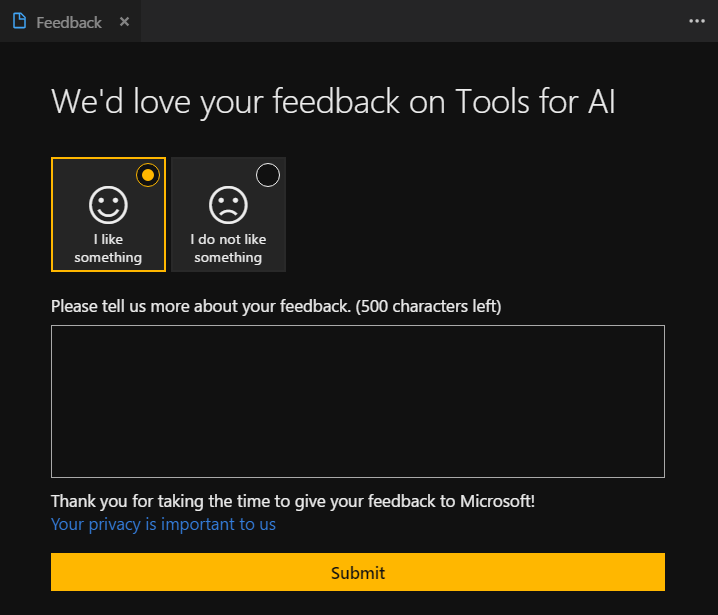 Feedback
We'd love your feedback on Tools for AI
I like
something
I do not like
something
Please tell us more about your feedback. (500 characters left)
Thank you for taking the time to give your feedback to Microsoft!
Your privacy is important to us
Submit